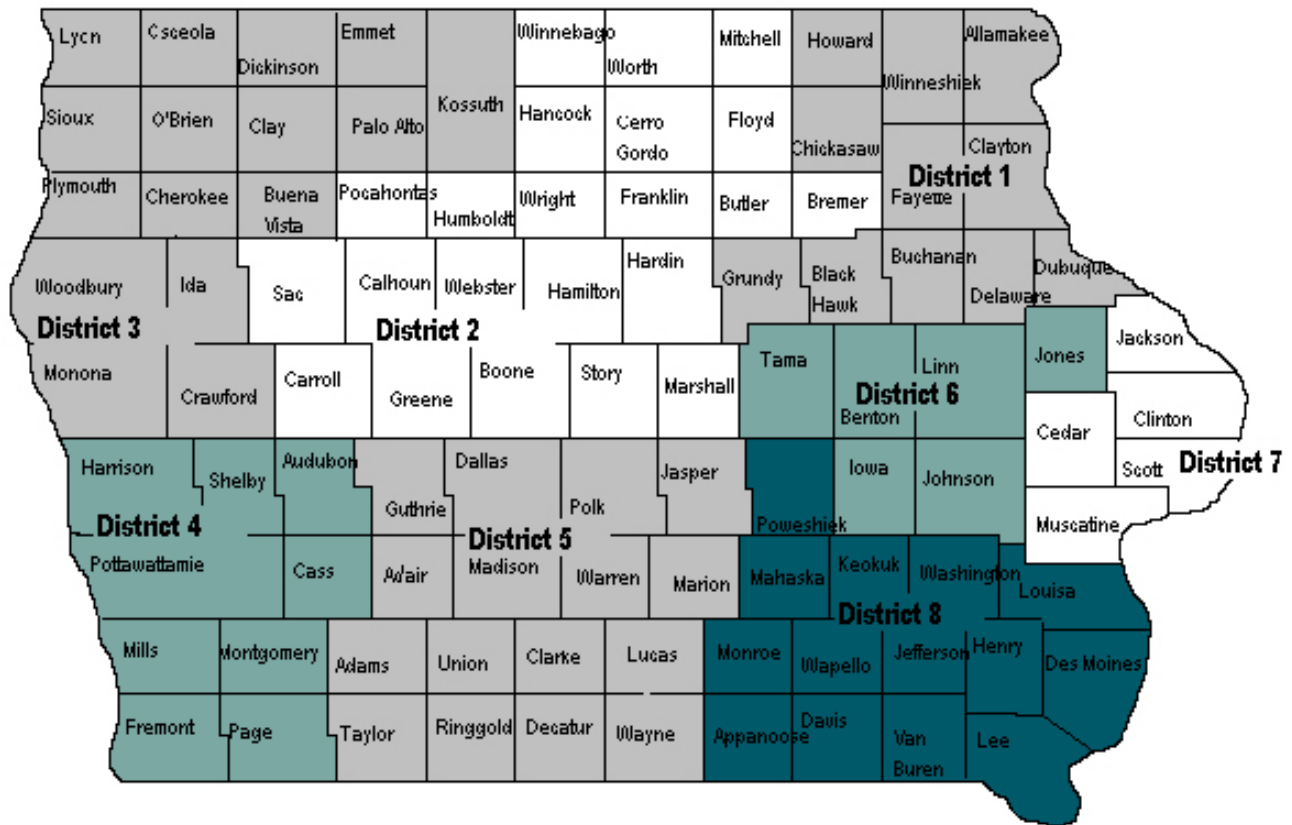 Lycn
Csceola
Dickinson
Emmet
Kossuth
Winnebago
Worth
Mitchell
Howard
Winneshiek
Allamakee
Sioux
O'Brien
Clay
Palo Alto
Hancock
Cerro
Gordo
Floyd
Chickasaw
Clayton
District 1
Plymouth
Cherokee
Buena
Vista
Pocahontas
Humboldt
Wright
Franklin
Butler
Bremer
Fayette
Woodbury
Ida
Sac
Calhoun
Webster
Hamilton
Hardin
Grundy
Black
Hawk
Buchanan
Delaware
Dubuque
District 3
District 2
Monona
Crawford
Carroll
Greene
Boone
Story
Marshall
Tama
Benton
Linn
District 6
Jones
Jackson
Clinton
Cedar
Scott
District 7
Harrison
Shelby
Audubon
Guthrie
Dallas
Polk
Jasper
Poweshiek
Iowa
Johnson
Muscatine
District 4
District 5
Pottawattamie
Cass
Adair
Madison
Warren
Marion
Mahaska
Keokuk
Washington
Louisa
District 8
Mills
Montgomery
Adams
Union
Clarke
Lucas
Monroe
Wapello
Jefferson
Henry
Des Moines
Fremont
Page
Taylor
Ringgold
Decatur
Wayne
Appanoose
Davis
Van
Buren
Lee